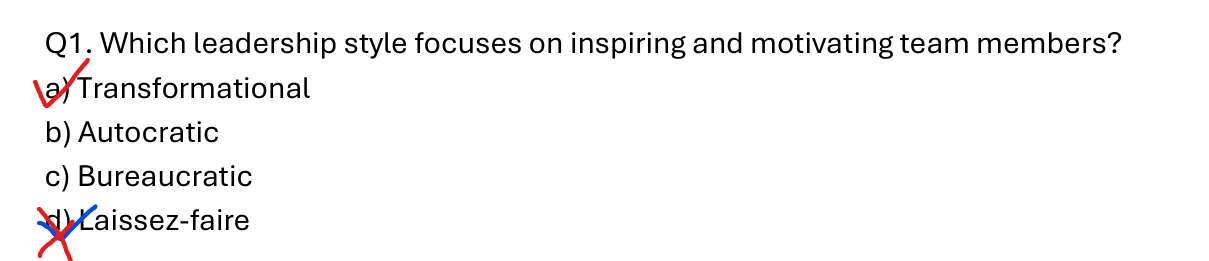 Q1. Which leadership style focuses on inspiring and motivating team members?
a) Transformational
b) Autocratic
c) Bureaucratic
d) Laissez-faire